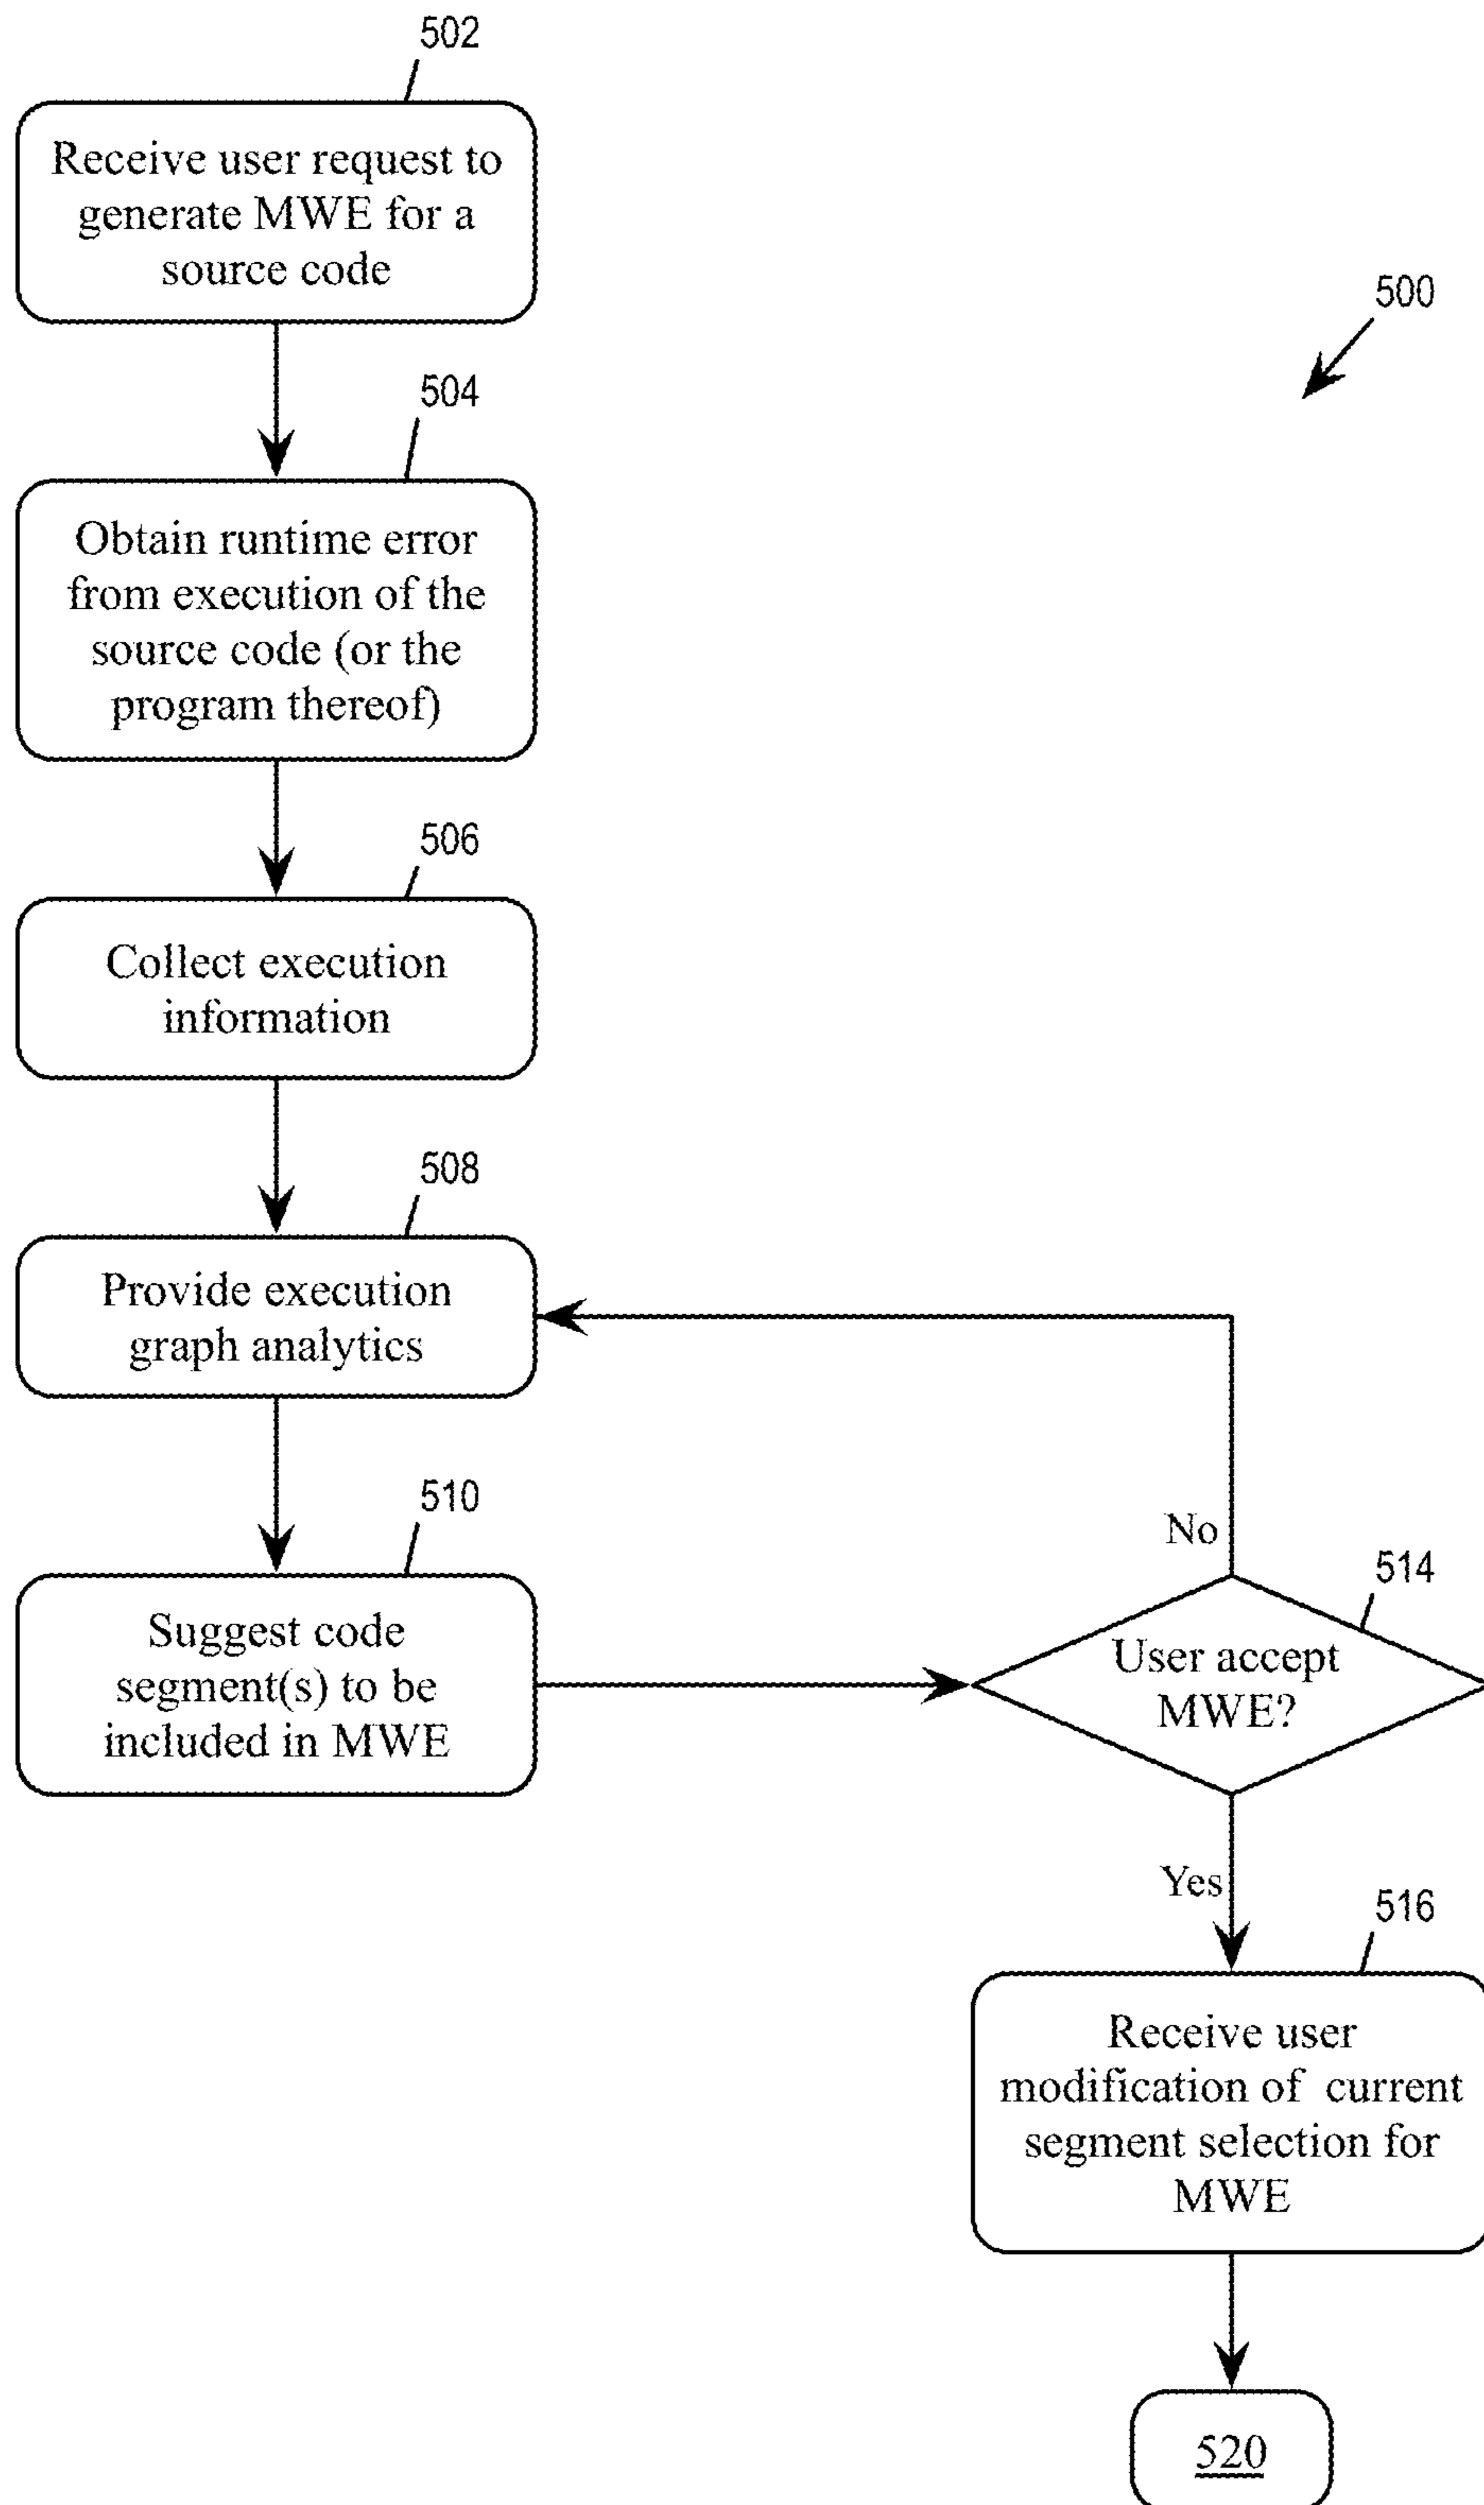 502
Receive user request to
generate MWE for a
source code
500
504
Obtain runtime error
from execution of the
source code (or the
program thereof)
506
Collect execution
information
508
Provide execution
graph analytics
510
Suggest code
segment(s) to be
included in MWE
No
514
User accept
MWE?
Yes
516
Receive user
modification of current
segment selection for
MWE
520